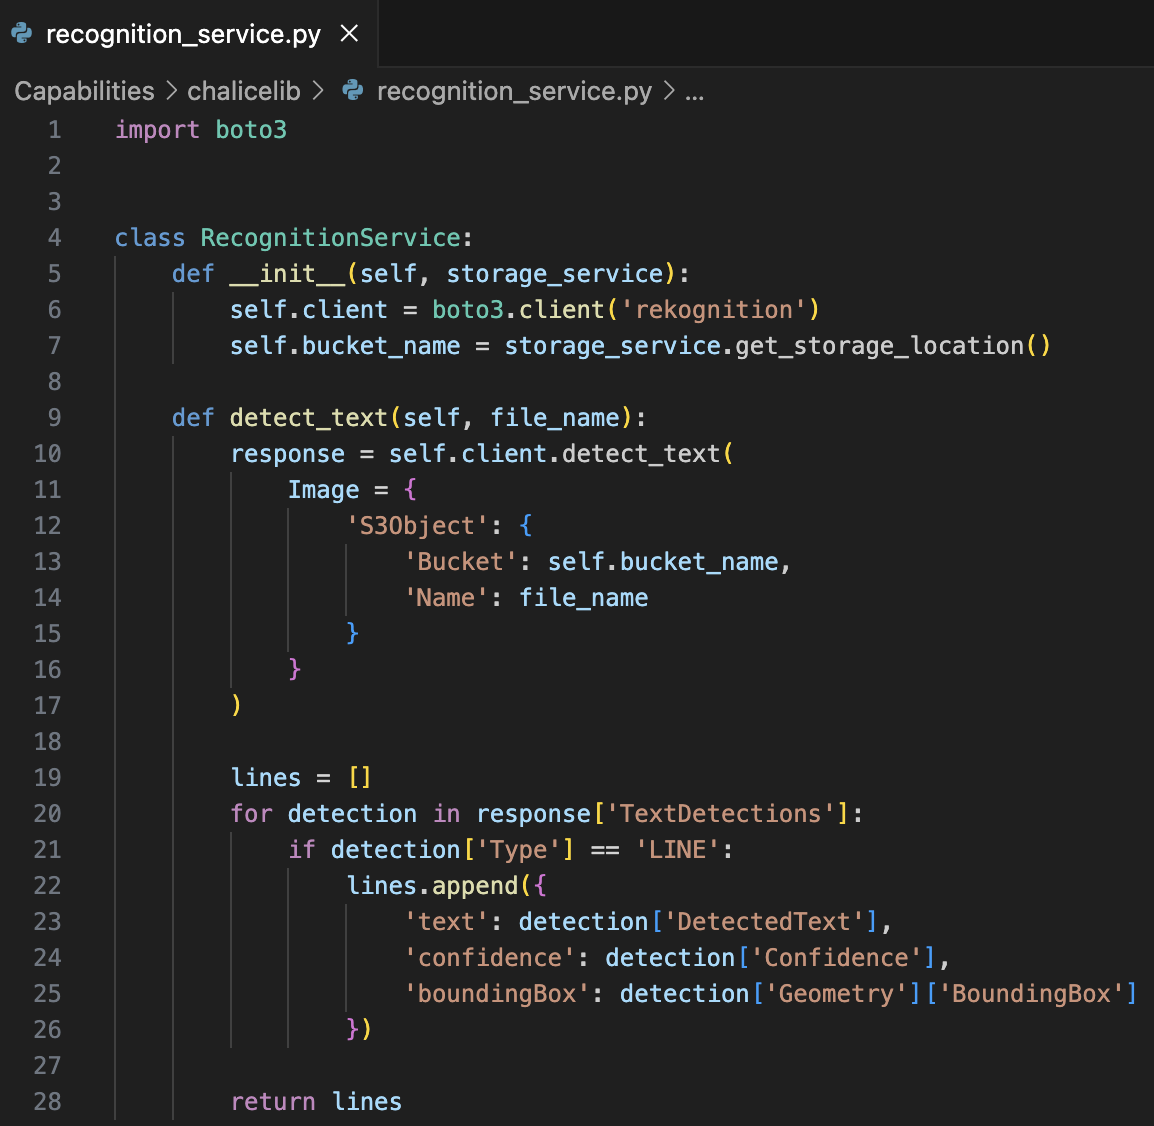 recognition_service.py
Capabilities > chalicelib > recognition_service.py > ...
1 import boto3
2
3
4 class RecognitionService:
5     def __init__(self, storage_service):
6         self.client = boto3.client('rekognition')
7         self.bucket_name = storage_service.get_storage_location()
8
9     def detect_text(self, file_name):
10         response = self.client.detect_text(
11             Image = {
12                 'S3Object': {
13                     'Bucket': self.bucket_name,
14                     'Name': file_name
15                 }
16             }
17         )
18
19         lines = []
20         for detection in response['TextDetections']:
21             if detection['Type'] == 'LINE':
22                 lines.append({
23                     'text': detection['DetectedText'],
24                     'confidence': detection['Confidence'],
25                     'boundingBox': detection['Geometry']['BoundingBox']
26                 })
27
28         return lines